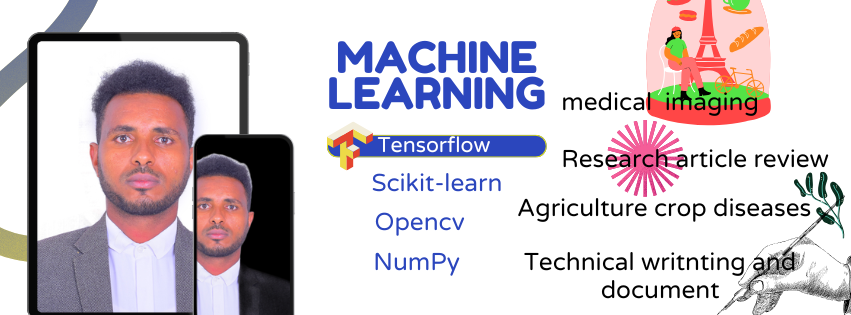 MACHINE
LEARNING
Tensorflow
Scikit-learn
Opencv
NumPy
medical imaging
Research article review
Agriculture crop diseases
Technical writnting and
document